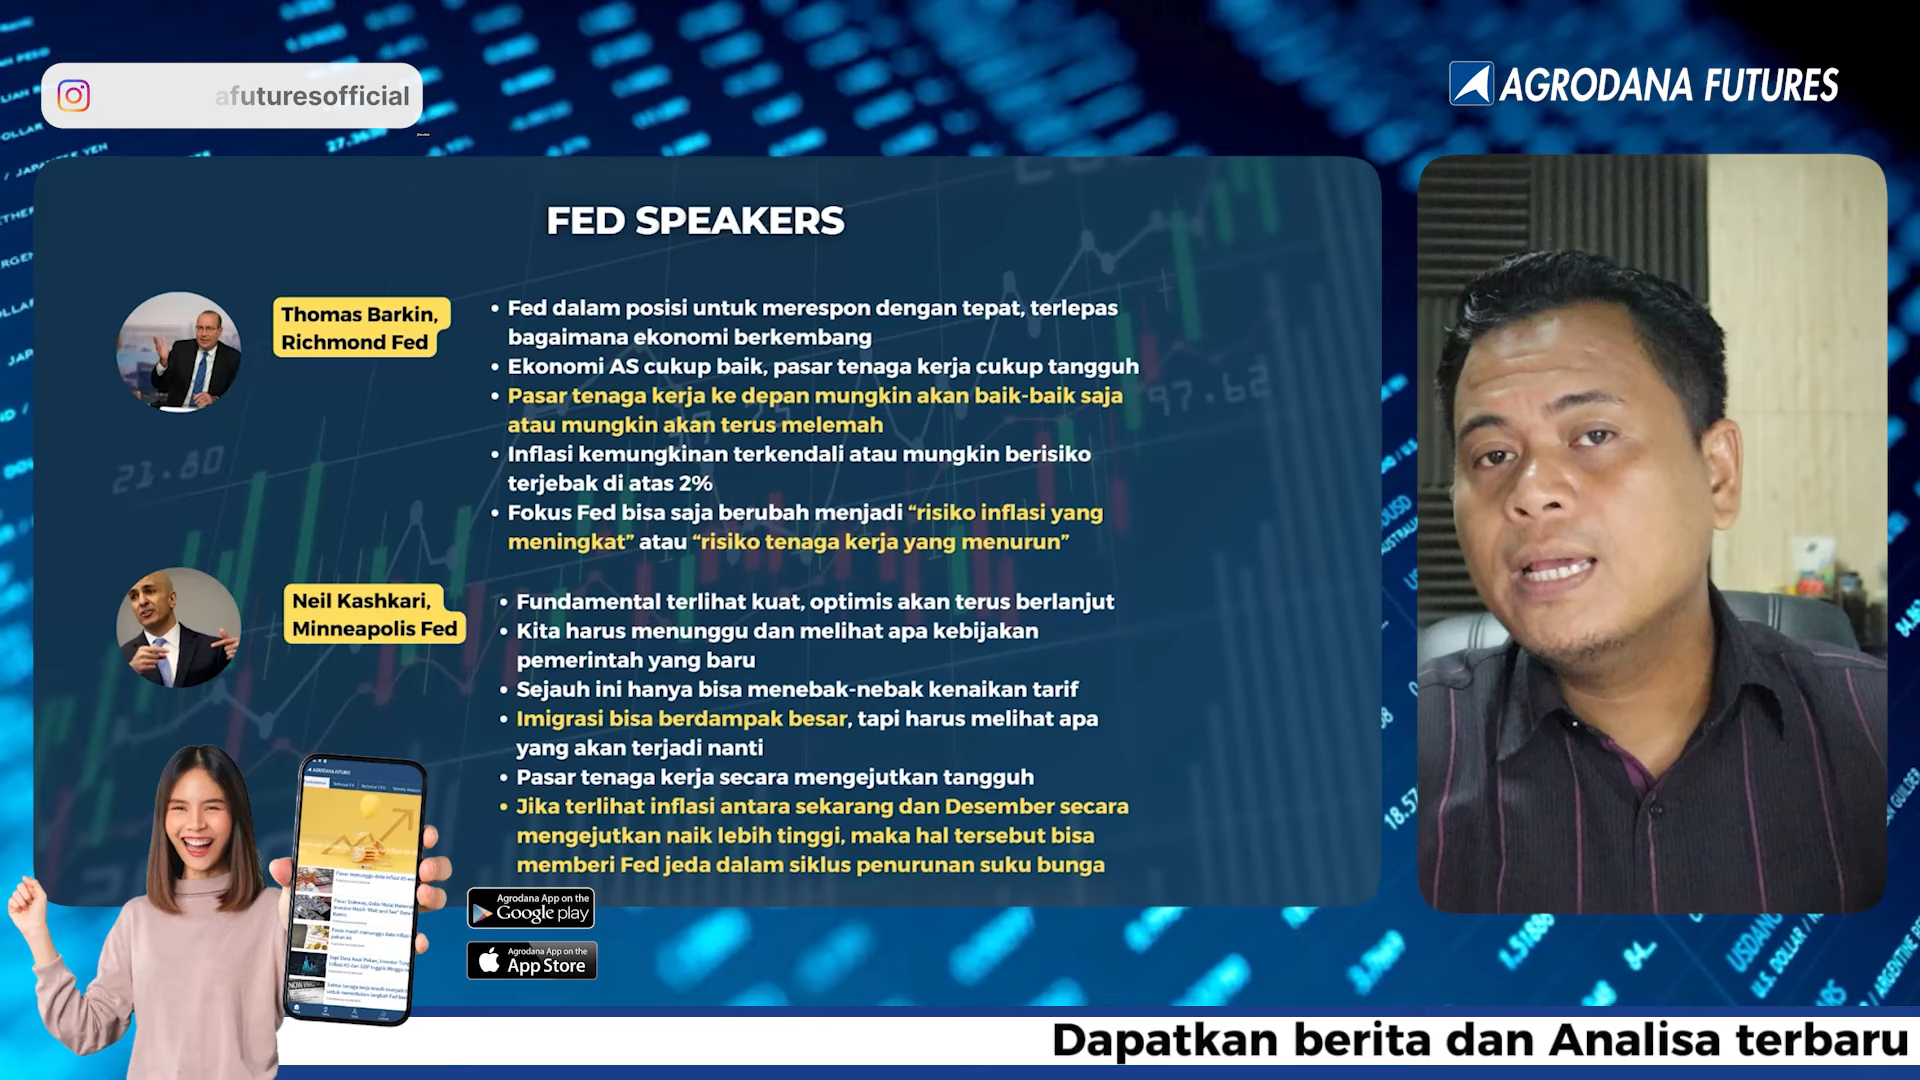 afuturesofficial
AGRODANA FUTURES
FED SPEAKERS
Thomas Barkin,
Richmond Fed
• Fed dalam posisi untuk merespon dengan tepat, terlepas
bagaimana ekonomi berkembang
• Ekonomi AS cukup baik, pasar tenaga kerja cukup tangguh
• Pasar tenaga kerja ke depan mungkin akan baik-baik saja
atau mungkin akan terus melemah
• Inflasi kemungkinan terkendali atau mungkin berisiko
terjebak di atas 2%
• Fokus Fed bisa saja berubah menjadi “risiko inflasi yang
meningkat” atau “risiko tenaga kerja yang menurun”
Neil Kashkari,
Minneapolis Fed
• Fundamental terlihat kuat, optimis akan terus berlanjut
• Kita harus menunggu dan melihat apa kebijakan
pemerintah yang baru
• Sejauh ini hanya bisa menebak-nebak kenaikan tarif
• Imigrasi bisa berdampak besar, tapi harus melihat apa
yang akan terjadi nanti
• Pasar tenaga kerja secara mengejutkan tangguh
• Jika terlihat inflasi antara sekarang dan Desember secara
mengejutkan naik lebih tinggi, maka hal tersebut bisa
memberi Fed jeda dalam siklus penurunan suku bunga
21.80
97.62
Agrodana App on the
Google play
Agrodana App on the
App Store
Dapatkan berita dan Analisa terbaru